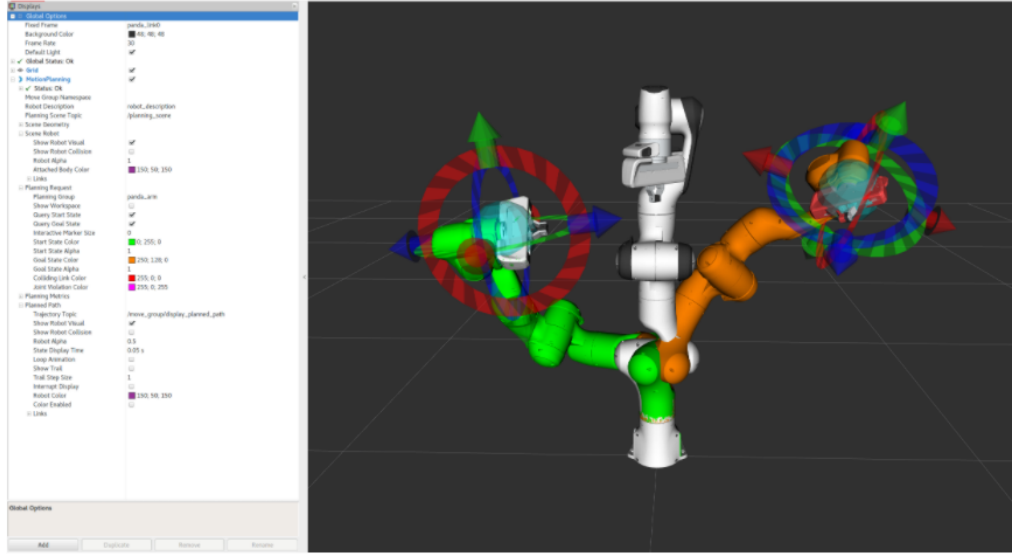 Displays
Global Options
Fixed Frame panda_link0
Background Color 48; 48; 48
Frame Rate 30
Default Light
Global Status: Ok
Grid
MotionPlanning
Status: Ok
Move Group Namespace
Robot Description robot_description
Planning Scene Topic /planning_scene
Scene Geometry
Scene Robot
Show Robot Visual
Show Robot Collision
Robot Alpha 1
Attached Body Color 150; 50; 150
Links
Planning Request
Planning Group panda_arm
Show Workspace
Query Start State
Query Goal State
Interactive Marker Size 0
Start State Color 0; 255; 0
Start State Alpha 1
Goal State Color 250; 128; 0
Goal State Alpha 1
Colliding Link Color 255; 0; 0
Joint Violation Color 255; 0; 255
Planning Metrics
Planned Path
Trajectory Topic /move_group/display_planned_path
Show Robot Visual
Show Robot Collision
Robot Alpha 0.5
State Display Time 0.05 s
Loop Animation
Show Trail
Trail Step Size 1
Interrupt Display
Robot Color 150; 50; 150
Color Enabled
Links
Global Options
Add Duplicate Remove Rename